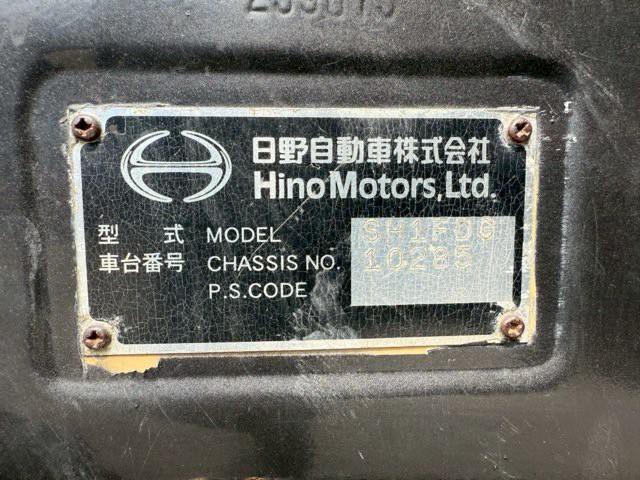 日野自動車株式会社
Hino Motors, Ltd.
型 式 MODEL SH1FDG
車台番号 CHASSIS NO. 10285
P.S.CODE